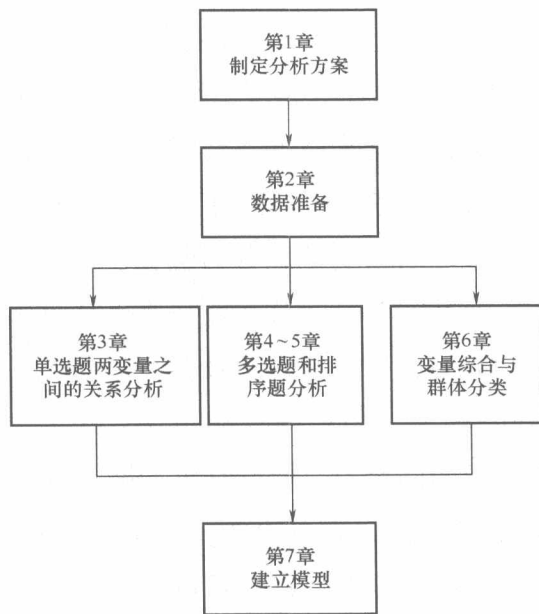 第1章
制定分析方案
第2章
数据准备
第3章
单选题两变量之
间的关系分析
第4~5章
多选题和排
序题分析
第6章
变量综合与
群体分类
第7章
建立模型